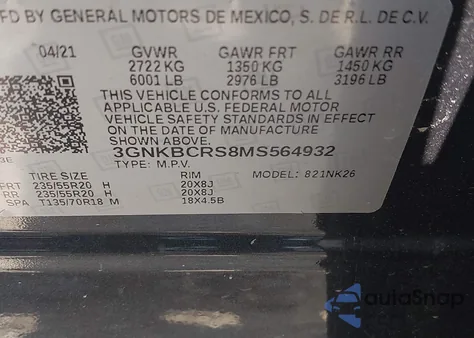 MFD BY GENERAL MOTORS DE MEXICO, S. DE R.L. DE C.V.
04/21 GVWR GAWR FRT GAWR RR
2722 KG 1350 KG 1450 KG
6001 LB 2976 LB 3196 LB
THIS VEHICLE CONFORMS TO ALL
APPLICABLE U.S. FEDERAL MOTOR
VEHICLE SAFETY STANDARDS IN EFFECT
ON THE DATE OF MANUFACTURE
SHOWN ABOVE.
3GNKBCRS8MS564932
TYPE: M.P.V. MODEL: 821NK26
TIRE SIZE RIM
FRT 235/55R20 H 20X8J
RR 235/55R20 H 20X8J
SPA T135/70R18 M 18X4.5B
AutoSnap